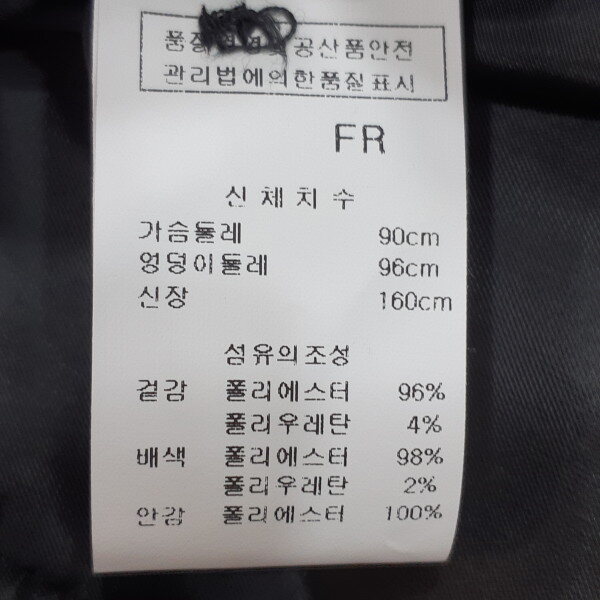 공산품안전
관리법에의한품질표시
FR
신체치수
가슴둘레 90cm
엉덩이둘레 96cm
신장 160cm
섬유의조성
겉감 폴리에스터 96%
폴리우레탄 4%
배색 폴리에스터 98%
폴리우레탄 2%
안감 폴리에스터 100%